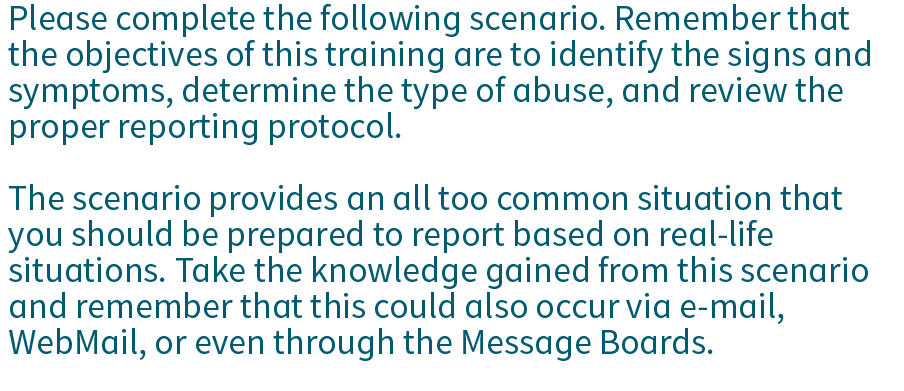 Please complete the following scenario. Remember that
the objectives of this training are to identify the signs and
symptoms, determine the type of abuse, and review the
proper reporting protocol.
The scenario provides an all too common situation that
you should be prepared to report based on real-life
situations. Take the knowledge gained from this scenario
and remember that this could also occur via e-mail,
WebMail, or even through the Message Boards.